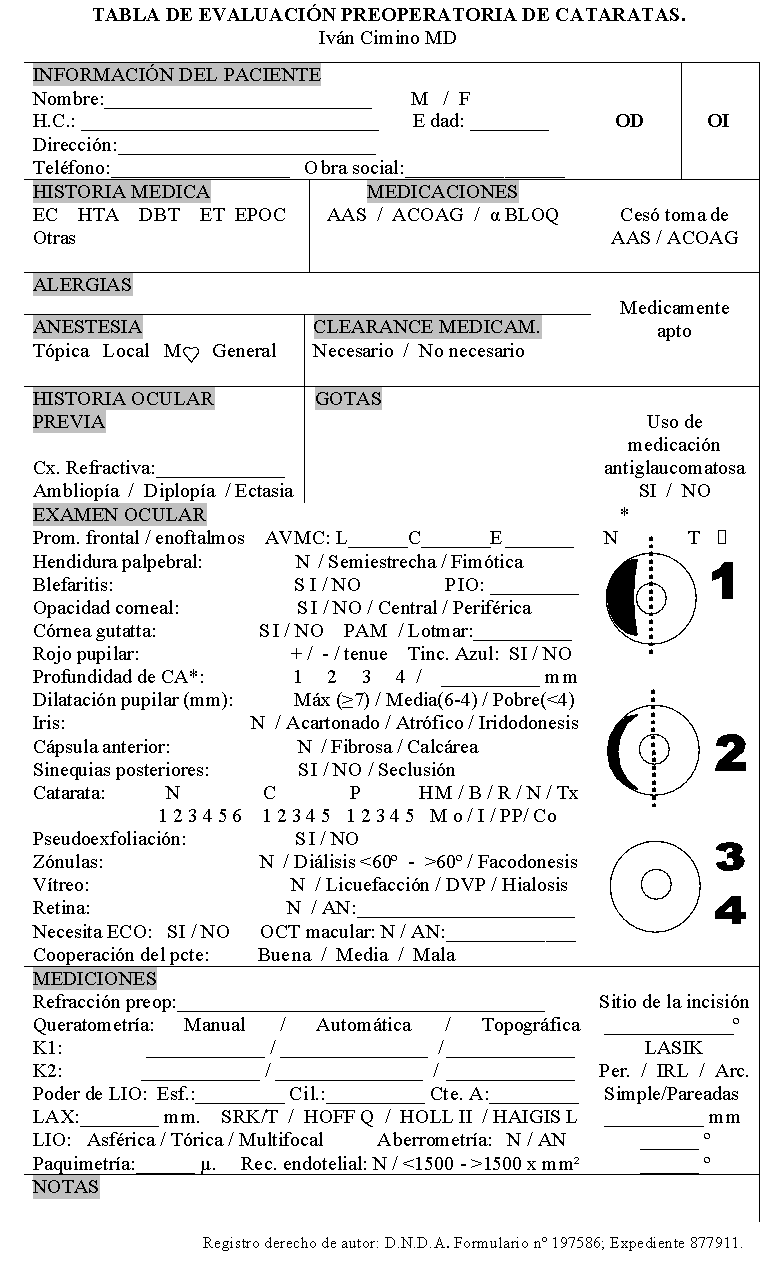 TABLA DE EVALUACIÓN PREOPERATORIA DE CATARATAS.
Iván Cimino MD
INFORMACIÓN DEL PACIENTE
Nombre:___________________________ M / F
H.C.: ______________________________ Edad: ________
OD OI
Dirección:__________________________
Teléfono:__________________ Obra social:________________
HISTORIA MEDICA
EC HTA DBT ET EPOC
Otras
MEDICACIONES
AAS / ACOAG / α BLOQ
Cesó toma de
AAS / ACOAG
ALERGIAS
Medicamente
apto
ANESTESIA
Tópica Local M♡ General
CLEARANCE MEDICAM.
Necesario / No necesario
HISTORIA OCULAR
PREVIA
Cx. Refractiva:_____________
Ambliopía / Diplopía / Ectasia
GOTAS
Uso de
medicación
antiglaucomatosa
SI / NO
*
EXAMEN OCULAR
Prom. frontal / enoftalmos AVMC: L______ C_______ E _______
N T ▯
Hendidura palpebral: N / Semiestrecha / Fimótica
Blefaritis: SI / NO PIO: _________
1
Opacidad corneal: SI / NO / Central / Periférica
Córnea gutatta: SI / NO PAM / Lotmar:__________
Rojo pupilar: + / - / tenue Tinc. Azul: SI / NO
Profundidad de CA*: 1 2 3 4 / __________ mm
Dilatación pupilar (mm): Máx (≥7) / Media(6-4) / Pobre(<4)
Iris: N / Acartonado / Atrófico / Iridodonesis
Cápsula anterior: N / Fibrosa / Calcárea
2
Sinequias posteriores: SI / NO / Seclusión
Catarata: N C P HM / B / R / N / Tx
1 2 3 4 5 6 1 2 3 4 5 1 2 3 4 5 Mo / I / PP/ Co
Pseudoexfoliación: SI / NO
Zónulas: N / Diálisis <60º - >60º / Facodonesis
3
Vítreo: N / Licuefacción / DVP / Hialosis
Retina: N / AN:______________________
4
Necesita ECO: SI / NO OCT macular: N / AN:_____________
Cooperación del pcte: Buena / Media / Mala
MEDICIONES
Refracción preop:_____________________________________
Queratometría: Manual / Automática / Topográfica
K1: ____________ / _______________ / _____________
K2: ____________ / _______________ / _____________
Poder de LIO: Esf.:_________ Cil.:__________ Cte. A:_________
LAX:________ mm. SRK/T / HOFF Q / HOLL II / HAIGIS L
LIO: Asférica / Tórica / Multifocal Aberrometría: N / AN
Paquimetría:______ µ. Rec. endotelial: N / <1500 - >1500 x mm²
Sitio de la incisión
_____________º
LASIK
Per. / IRL / Arc.
Simple/Pareadas
__________ mm
______ º
______ º
NOTAS
Registro derecho de autor: D.N.D.A. Formulario nº 197586; Expediente 877911.